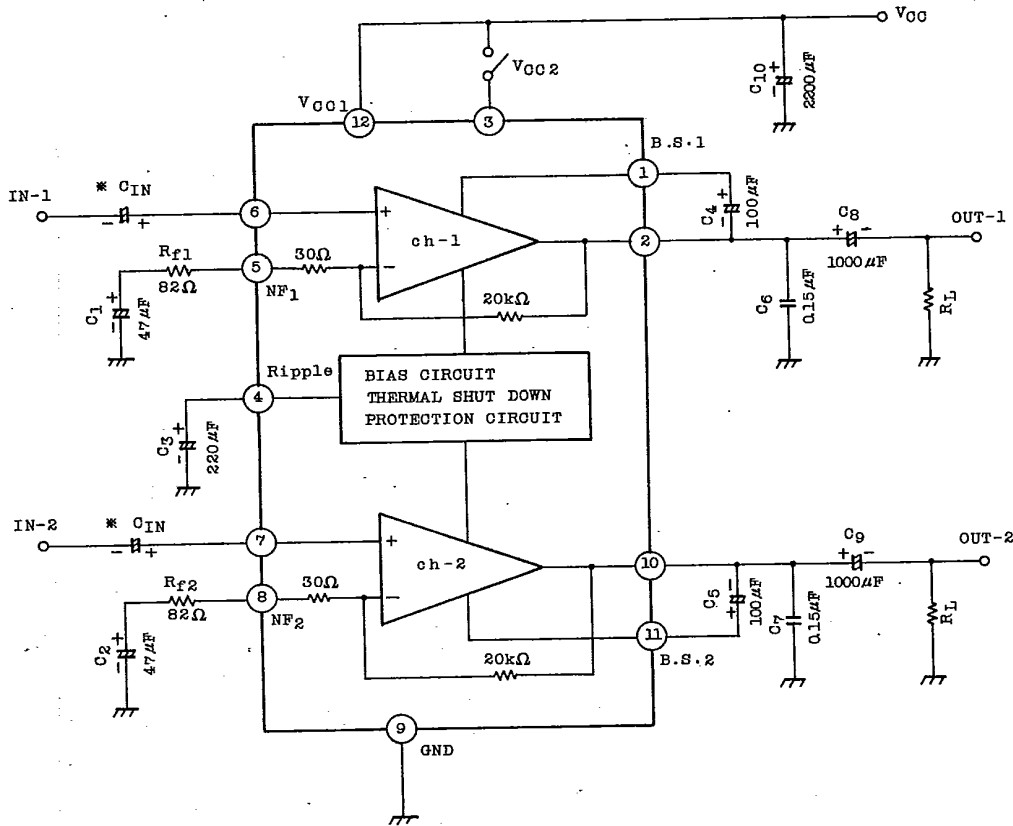 VCC
VCC2
C10
+
-
2200μF
VCC1
12
3
B.S.1
1
IN-1
* CIN
- +
6
+
ch-1
2
C4
+
-
100μF
C8
+ -
1000μF
OUT-1
Rf1
82Ω
5
NF1
30Ω
-
20kΩ
C1
+
-
47μF
C6
0.15μF
RL
Ripple
4
BIAS CIRCUIT
THERMAL SHUT DOWN
PROTECTION CIRCUIT
C3
+
-
220μF
IN-2
* CIN
- +
7
+
ch-2
10
C9
+ -
1000μF
OUT-2
Rf2
82Ω
8
NF2
30Ω
-
20kΩ
C5
-
+
100μF
C7
0.15μF
RL
11
B.S.2
C2
+
-
47μF
9
GND